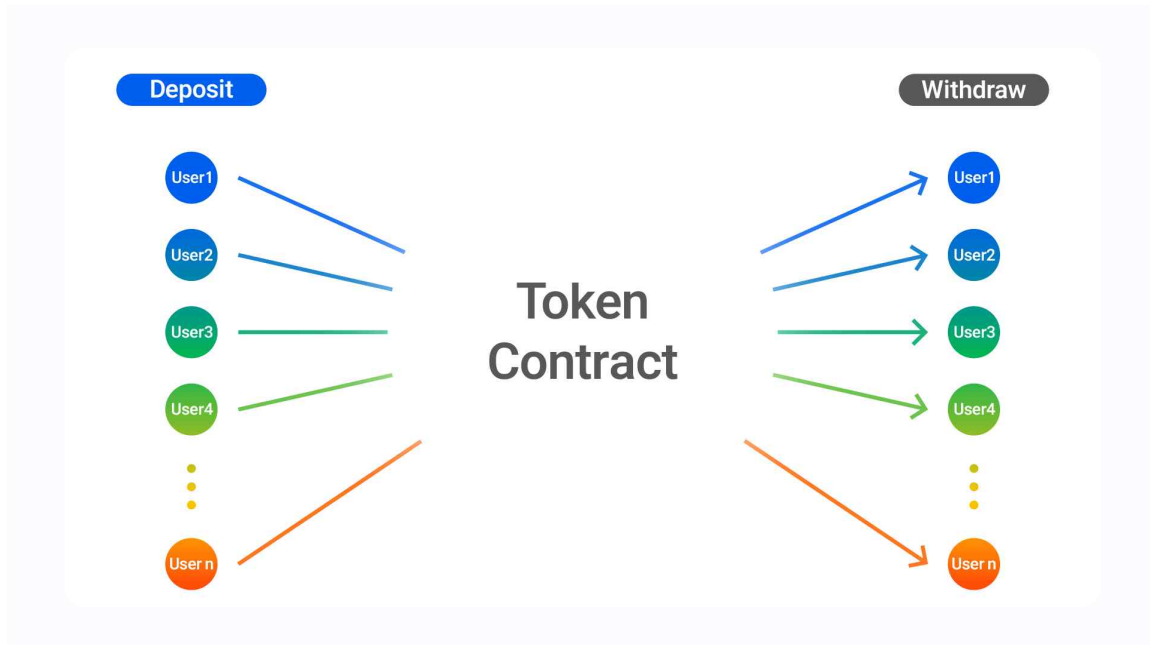 Deposit
Withdraw
User1
User1
User2
User2
User3
User3
User4
User4
Token
Contract
User n
User n